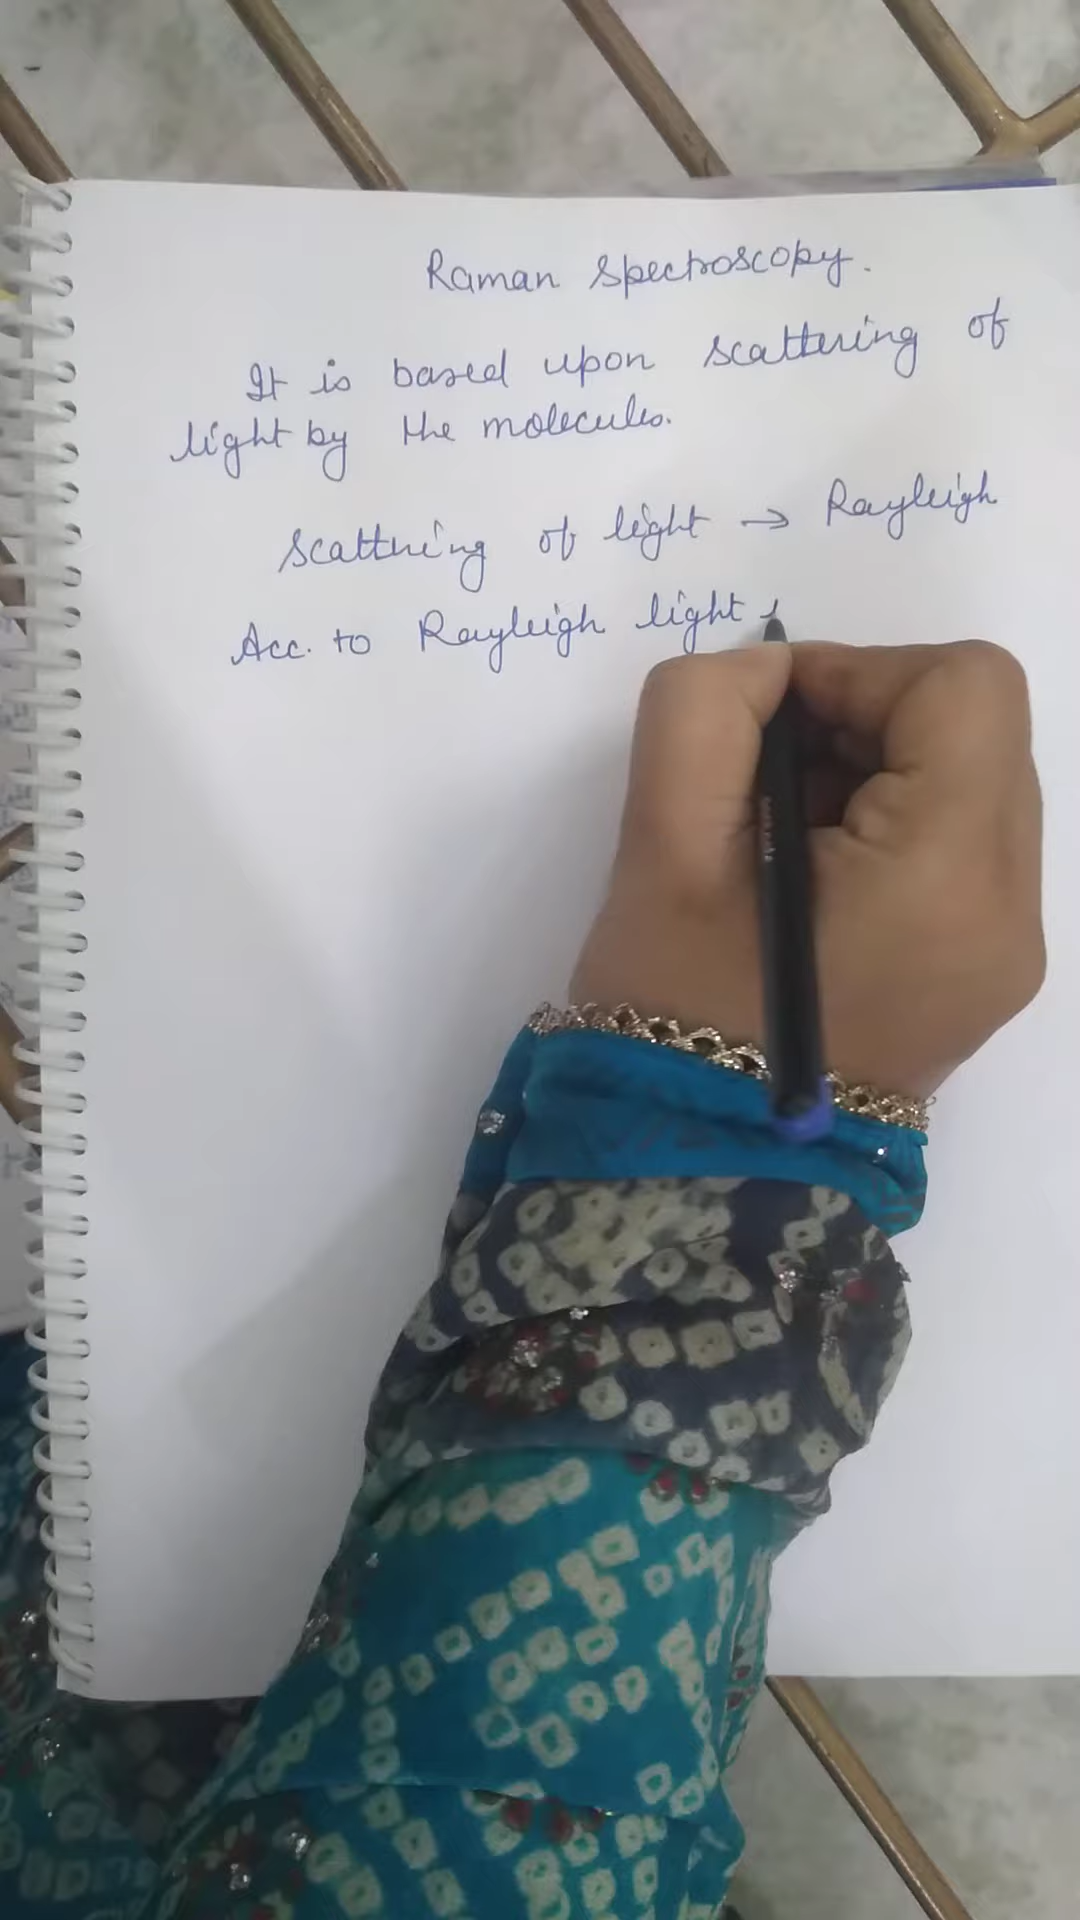 Raman spectroscopy.
It is based upon scattering of
light by the molecules.
Scattering of light → Rayleigh
Acc. to Rayleigh light